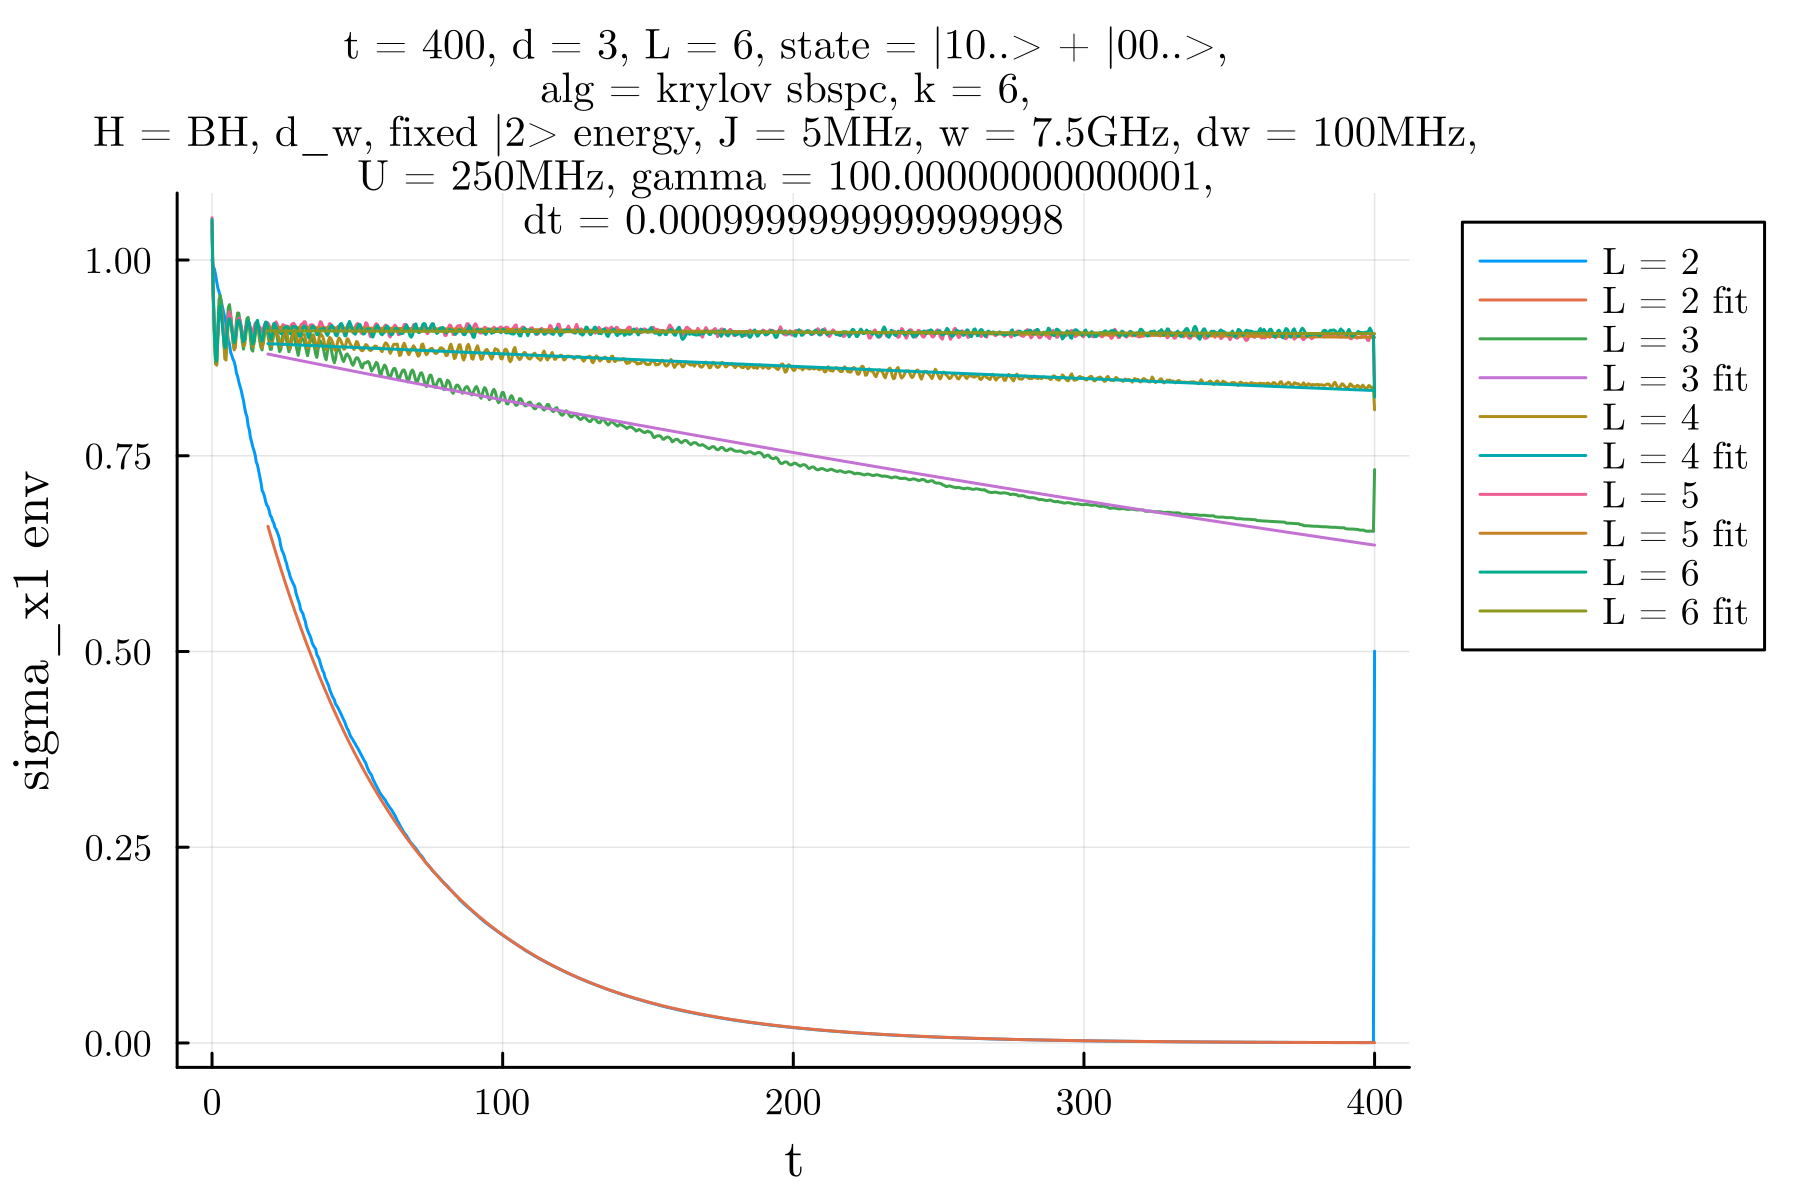 t = 400, d = 3, L = 6, state = |10..> + |00..>,
alg = krylov sbspc, k = 6,
H = BH, d_w, fixed |2> energy, J = 5MHz, w = 7.5GHz, dw = 100MHz,
U = 250MHz, gamma = 100.00000000000001,
dt = 0.0009999999999999998
1.00
0.75
0.50
0.25
0.00
sigma_x1 env
0
100
200
300
400
t
L = 2
L = 2 fit
L = 3
L = 3 fit
L = 4
L = 4 fit
L = 5
L = 5 fit
L = 6
L = 6 fit